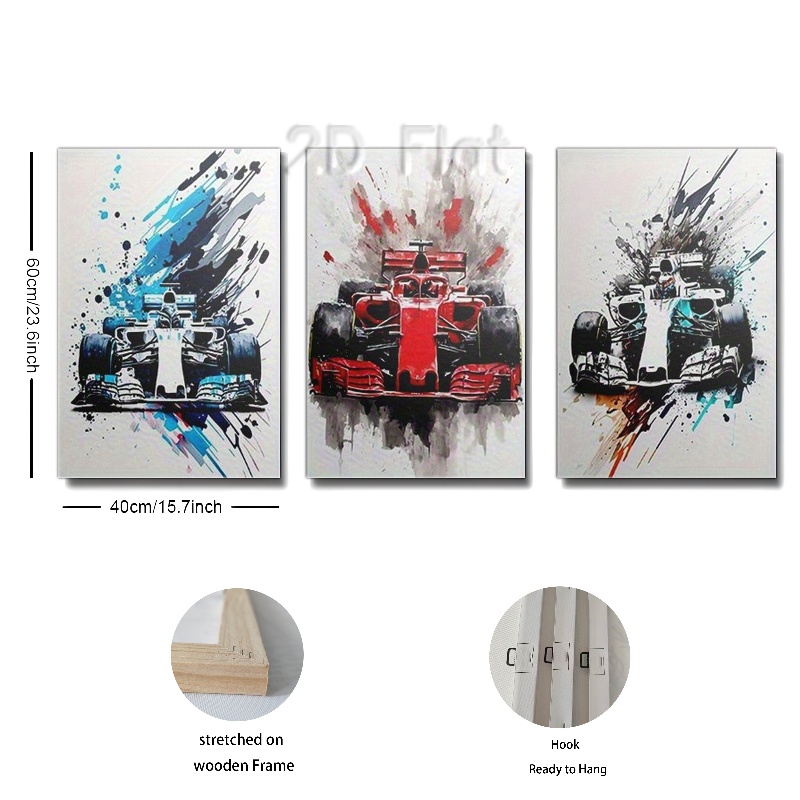 2D Flat
60cm/23.6inch
40cm/15.7inch
stretched on
wooden Frame
Hook
Ready to Hang